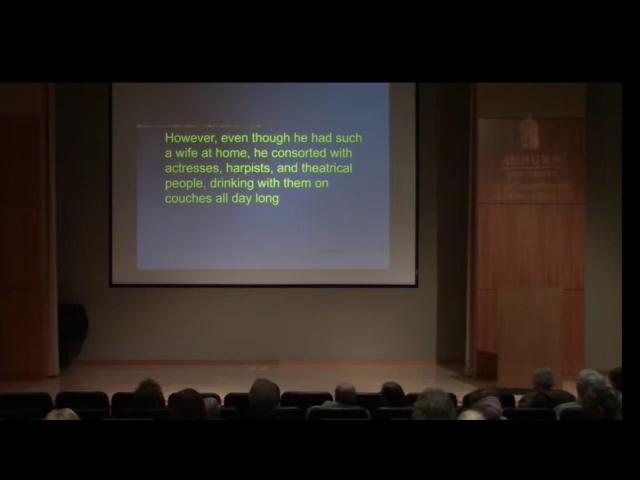 However, even though he had such
a wife at home, he consorted with
actresses, harpists, and theatrical
people, drinking with them on
couches all day long
AUBURN
UNIVERSITY